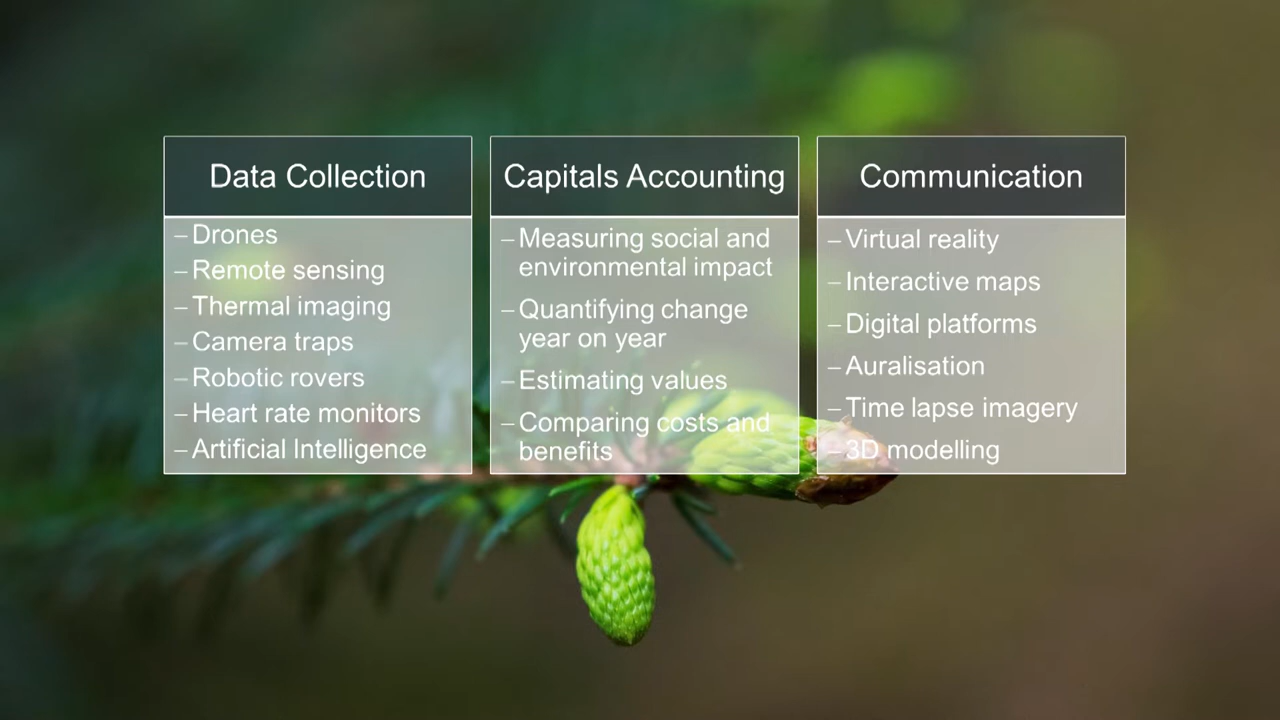 Data Collection
– Drones
– Remote sensing
– Thermal imaging
– Camera traps
– Robotic rovers
– Heart rate monitors
– Artificial Intelligence
Capitals Accounting
– Measuring social and
environmental impact
– Quantifying change
year on year
– Estimating values
– Comparing costs and
benefits
Communication
– Virtual reality
– Interactive maps
– Digital platforms
– Auralisation
– Time lapse imagery
– 3D modelling